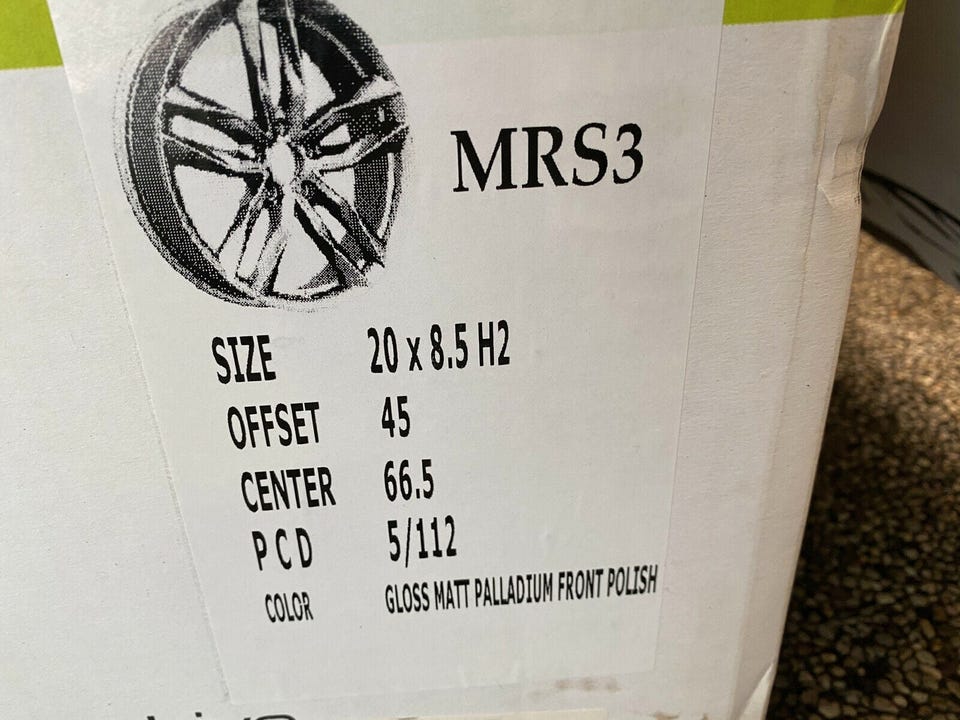 MRS3
SIZE 20 x 8.5 H2
OFFSET 45
CENTER 66.5
P C D 5/112
COLOR GLOSS MATT PALLADIUM FRONT POLISH